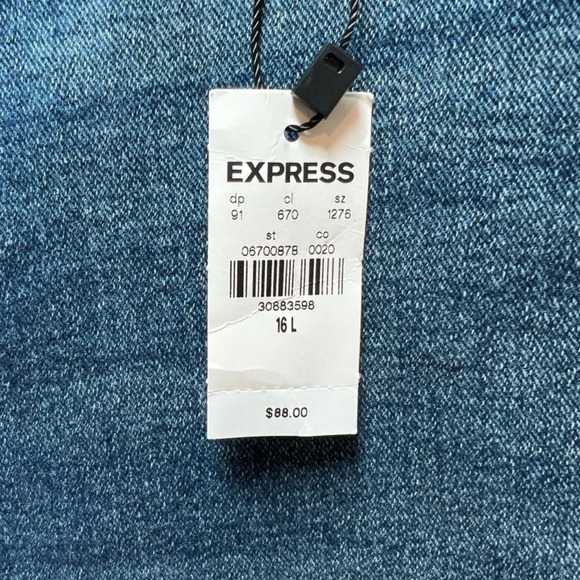 EXPRESS
dp cl sz
91 670 1276
st co
06700878 0020
30883598
16 L
$88.00